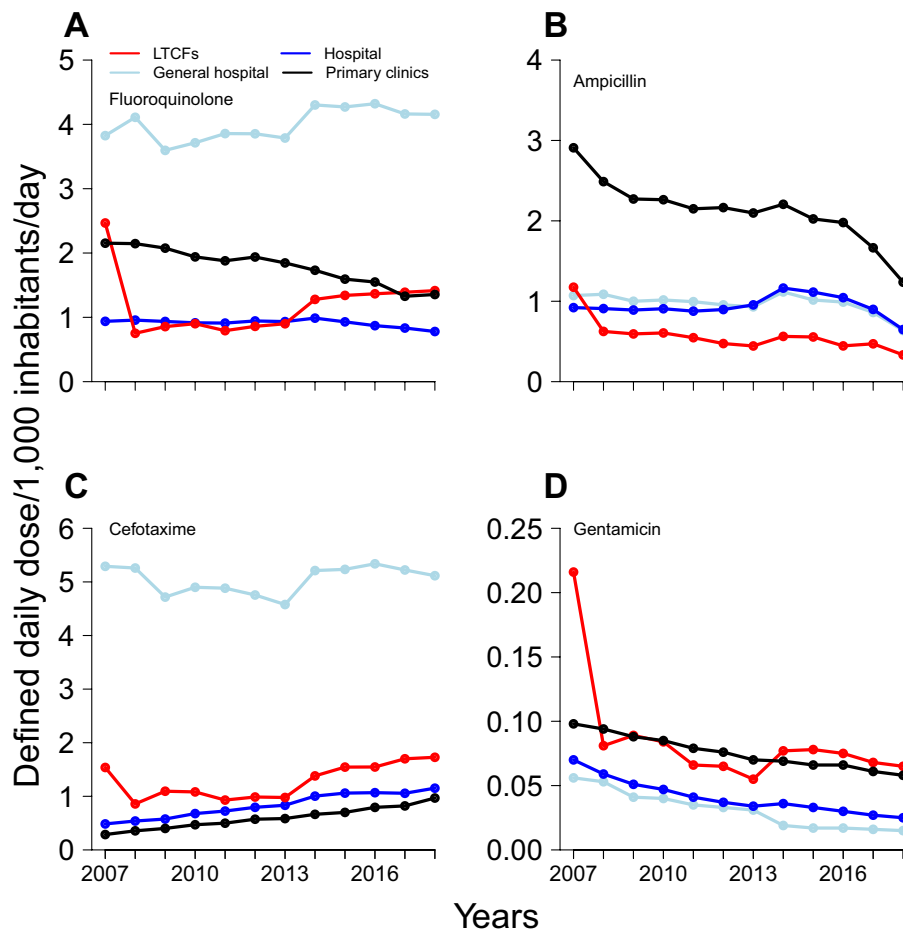 A
B
LTCFs
Hospital
General hospital
Primary clinics
Fluoroquinolone
5
4
3
2
1
0
Ampicillin
4
3
2
1
0
Defined daily dose/1,000 inhabitants/day
C
D
Cefotaxime
6
5
4
3
2
1
0
2007
2010
2013
2016
Gentamicin
0.25
0.20
0.15
0.10
0.05
0.00
2007
2010
2013
2016
Years